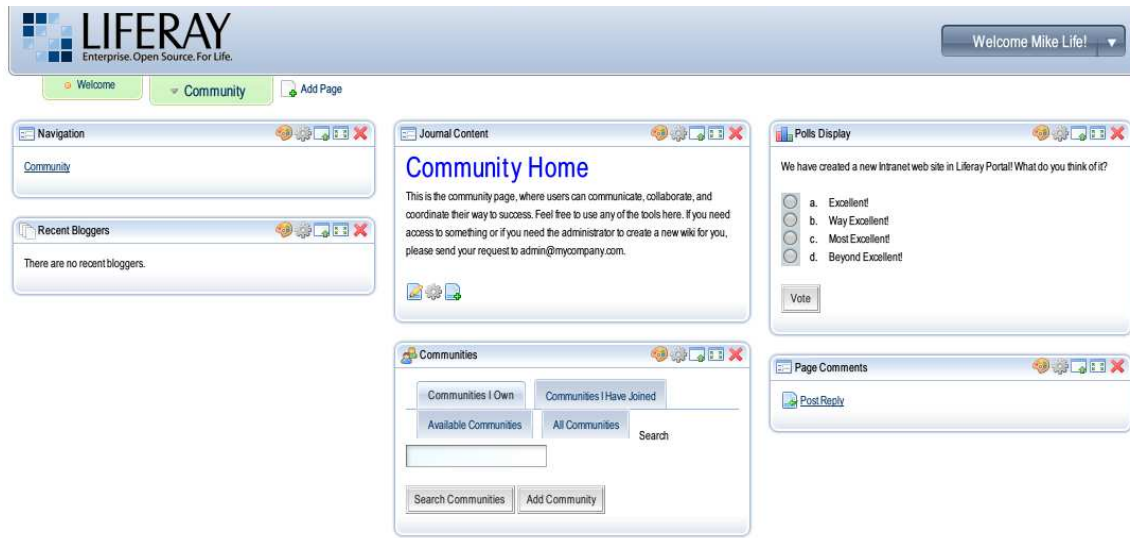 LIFERAY
Enterprise. Open Source. For Life.
Welcome Mike Life!
Welcome
Community
Add Page
Navigation
Community
Recent Bloggers
There are no recent bloggers.
Journal Content
Community Home
This is the community page, where users can communicate, collaborate, and
coordinate their way to success. Feel free to use any of the tools here. If you need
access to something or if you need the administrator to create a new wiki for you,
please send your request to admin@mycompany.com.
Communities
Communities I Own
Communities I Have Joined
Available Communities
All Communities
Search
Search Communities
Add Community
Polls Display
We have created a new Intranet web site in Liferay Portal! What do you think of it?
a. Excellent!
b. Way Excellent!
c. Most Excellent!
d. Beyond Excellent!
Vote
Page Comments
Post Reply